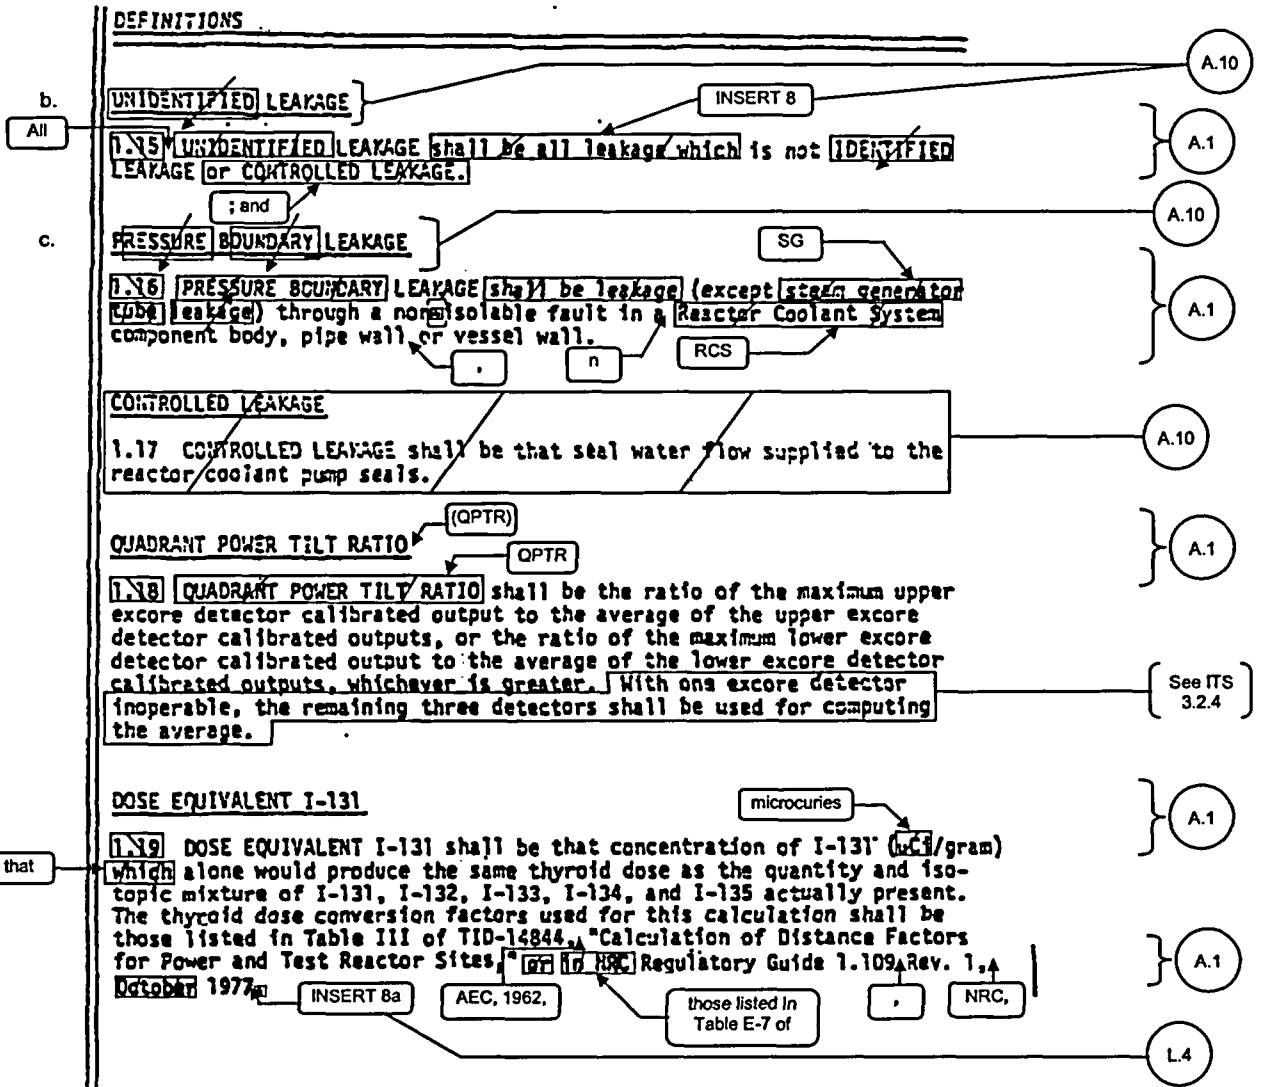 DEFINITIONS
A.10
b. UNIDENTIFIED LEAKAGE
INSERT 8
All
1.15 UNIDENTIFIED LEAKAGE shall be all leakage which is not IDENTIFIED
LEAKAGE or CONTROLLED LEAKAGE.
A.1
; and
A.10
c. PRESSURE BOUNDARY LEAKAGE
SG
1.16 PRESSURE BOUNDARY LEAKAGE shall be leakage (except steam generator
tube leakage) through a non-isolable fault in a Reactor Coolant System
component body, pipe wall or vessel wall.
A.1
,
n
RCS
CONTROLLED LEAKAGE
1.17 CONTROLLED LEAKAGE shall be that seal water flow supplied to the
reactor coolant pump seals.
A.10
(QPTR)
QUADRANT POWER TILT RATIO
QPTR
A.1
1.18 QUADRANT POWER TILT RATIO shall be the ratio of the maximum upper
excore detector calibrated output to the average of the upper excore
detector calibrated outputs, or the ratio of the maximum lower excore
detector calibrated output to the average of the lower excore detector
calibrated outputs, whichever is greater. With one excore detector
inoperable, the remaining three detectors shall be used for computing
the average.
See ITS
3.2.4
DOSE EQUIVALENT I-131
microcuries
A.1
1.19 DOSE EQUIVALENT I-131 shall be that concentration of I-131 (uCi/gram)
that
which alone would produce the same thyroid dose as the quantity and iso-
topic mixture of I-131, I-132, I-133, I-134, and I-135 actually present.
The thyroid dose conversion factors used for this calculation shall be
those listed in Table III of TID-14844, "Calculation of Distance Factors
for Power and Test Reactor Sites," or in NRC Regulatory Guide 1.109 Rev. 1,
October 1977.
A.1
INSERT 8a
AEC, 1962,
those listed in
Table E-7 of
,
NRC,
L.4